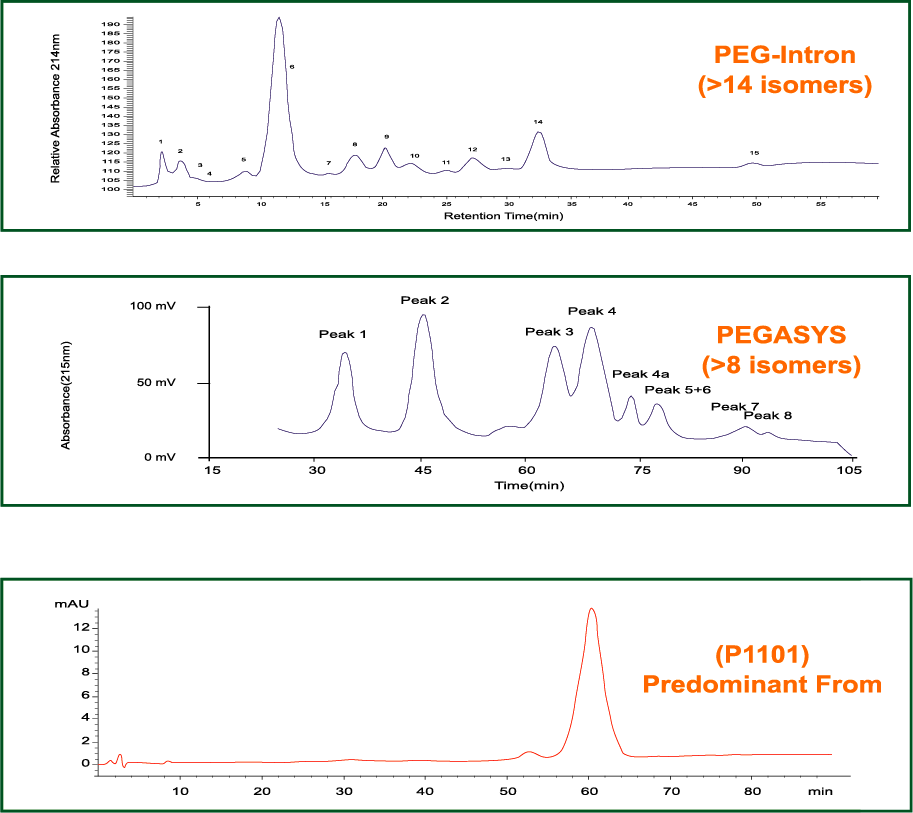 Relative Absorbance 214nm
190
185
180
175
170
165
160
155
150
145
140
135
130
125
120
115
110
105
100
PEG-Intron
(>14 isomers)
1
2
3
4
5
6
7
8
9
10
11
12
13
14
15
5
10
15
20
25
30
35
40
45
50
55
Retention Time(min)
Absorbance(215nm)
100 mV
50 mV
0 mV
Peak 1
Peak 2
Peak 3
Peak 4
Peak 4a
Peak 5+6
Peak 7
Peak 8
PEGASYS
(>8 isomers)
15
30
45
60
75
90
105
Time(min)
mAU
12
10
8
6
4
2
0
(P1101)
Predominant From
10
20
30
40
50
60
70
80
min